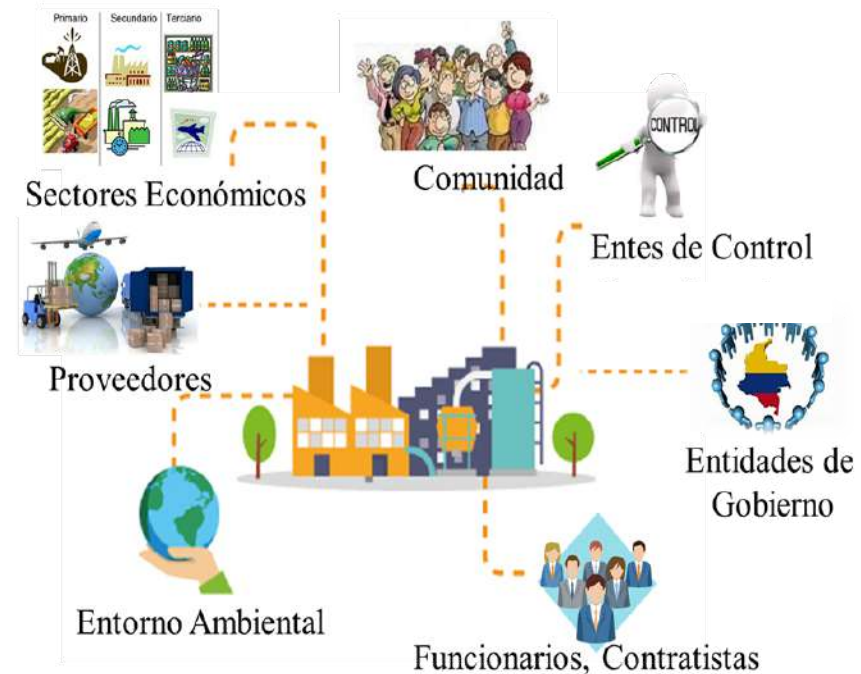 Primario
Secundario
Terciario
Sectores Económicos
Comunidad
CONTROL
Entes de Control
Proveedores
Entidades de
Gobierno
Entorno Ambiental
Funcionarios, Contratistas